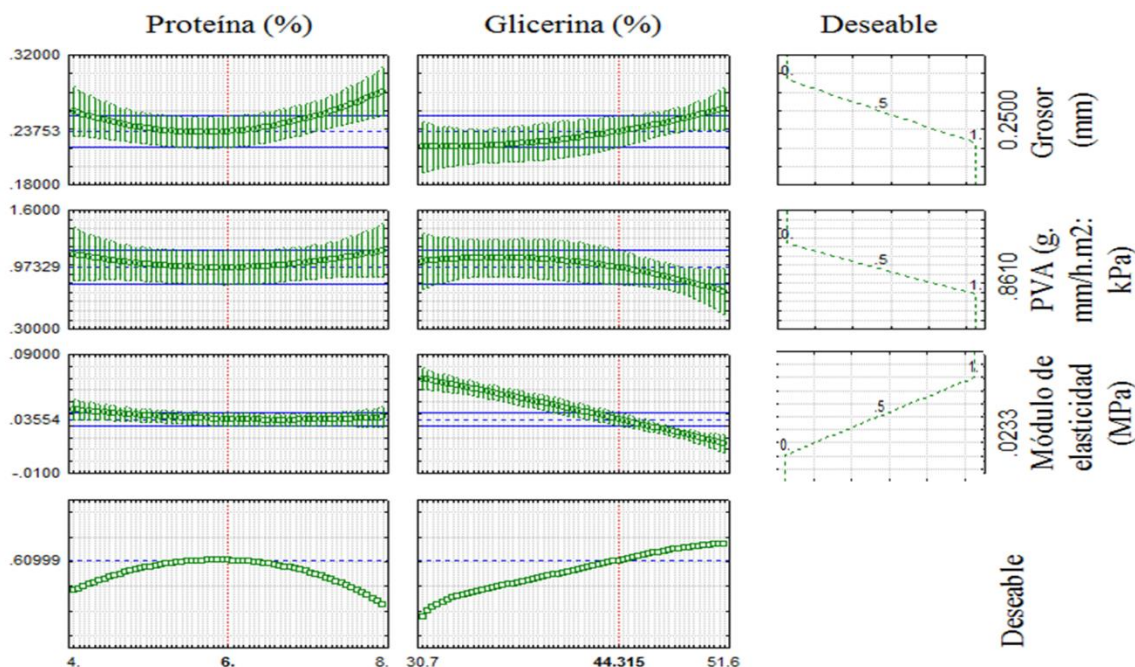 Proteína (%)
Glicerina (%)
Deseable
.32000
.23753
.18000
0.
.5
1.
0.2500
Grosor
(mm)
1.6000
.97329
.30000
0.
.5
1.
.8610
PVA (g.
mm/h.m2:
kPa)
.09000
.03554
-.0100
1.
.5
0.
.0233
Módulo de
elasticidad
(MPa)
.60999
Deseable
4.
6.
8.
30.7
44.315
51.6